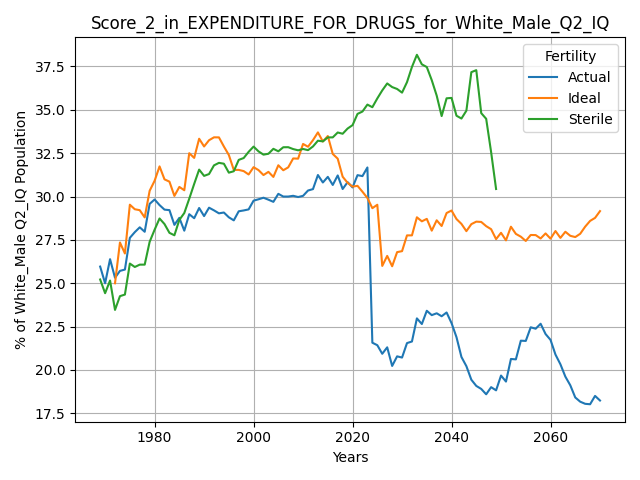 Score_2_in_EXPENDITURE_FOR_DRUGS_for_White_Male_Q2_IQ
% of White_Male Q2_IQ Population
37.5
35.0
32.5
30.0
27.5
25.0
22.5
20.0
17.5
Fertility
Actual
Ideal
Sterile
1980 2000 2020 2040 2060
Years